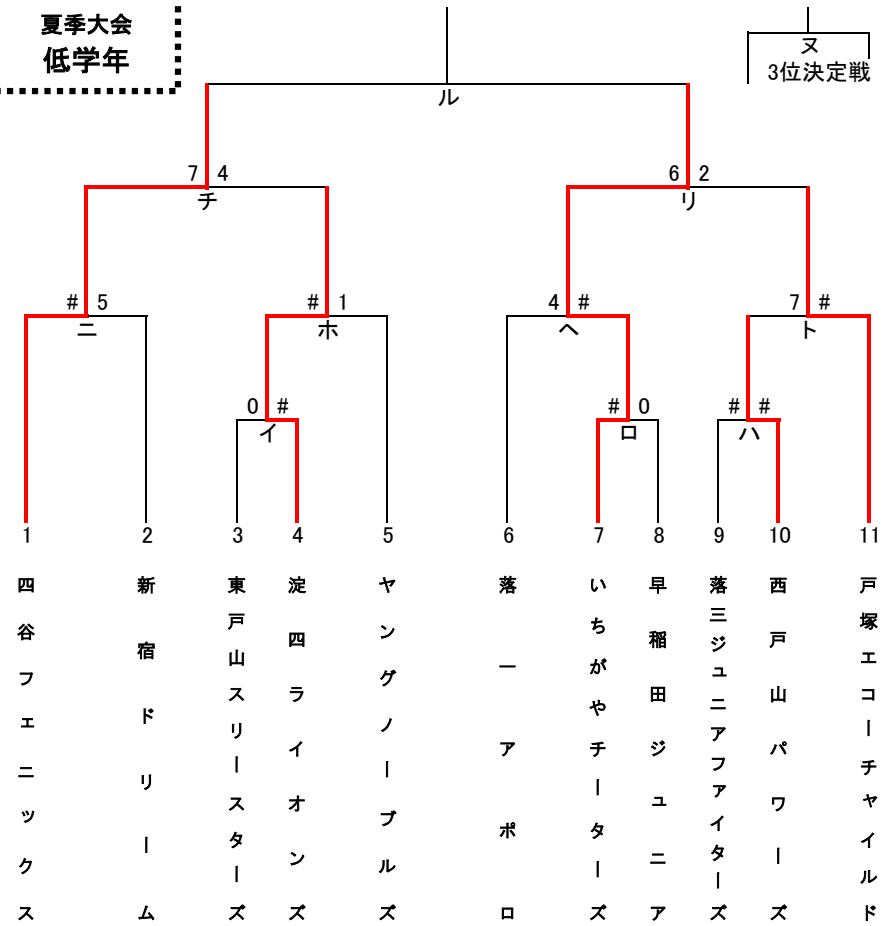 夏季大会
低学年
ヌ
3位決定戦
ル
7 4
チ
6 2
リ
# 5
ニ
# 1
ホ
4 #
ヘ
7 #
ト
0 #
イ
# 0
ロ
# #
ハ
1 2 3 4 5 6 7 8 9 10 11
四谷フェニックス
新宿ドリーム
東戸山スリースターズ
淀四ライオンズ
ヤングノーブルズ
落一アポロ
いちがやチーターズ
早稲田ジュニア
落三ジュニアファイターズ
西戸山パワーズ
戸塚エコーチャイルド